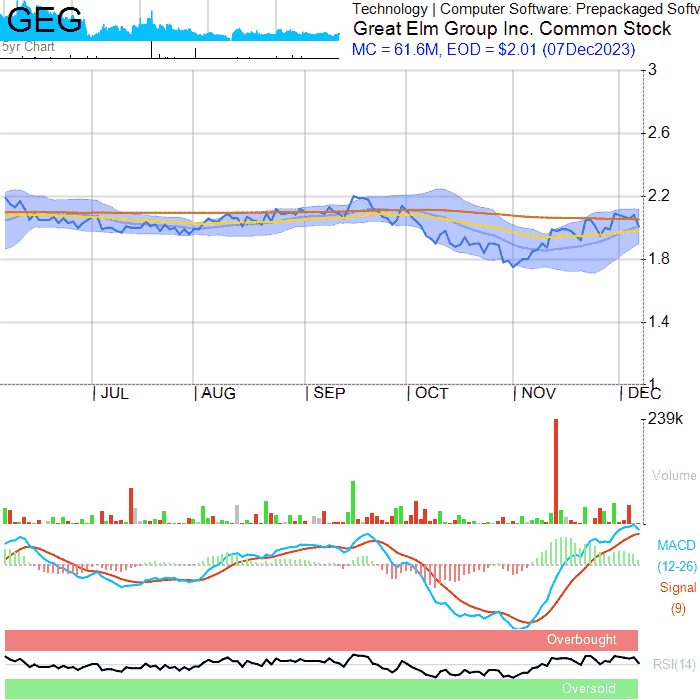 GEG
5yr Chart
Technology | Computer Software: Prepackaged Softw
Great Elm Group Inc. Common Stock
MC = 61.6M, EOD = $2.01 (07Dec2023)
3
2.6
2.2
1.8
1.4
1
JUL
AUG
SEP
OCT
NOV
DEC
239k
Volume
MACD
(12-26)
Signal
(9)
Overbought
RSI(14)
Oversold